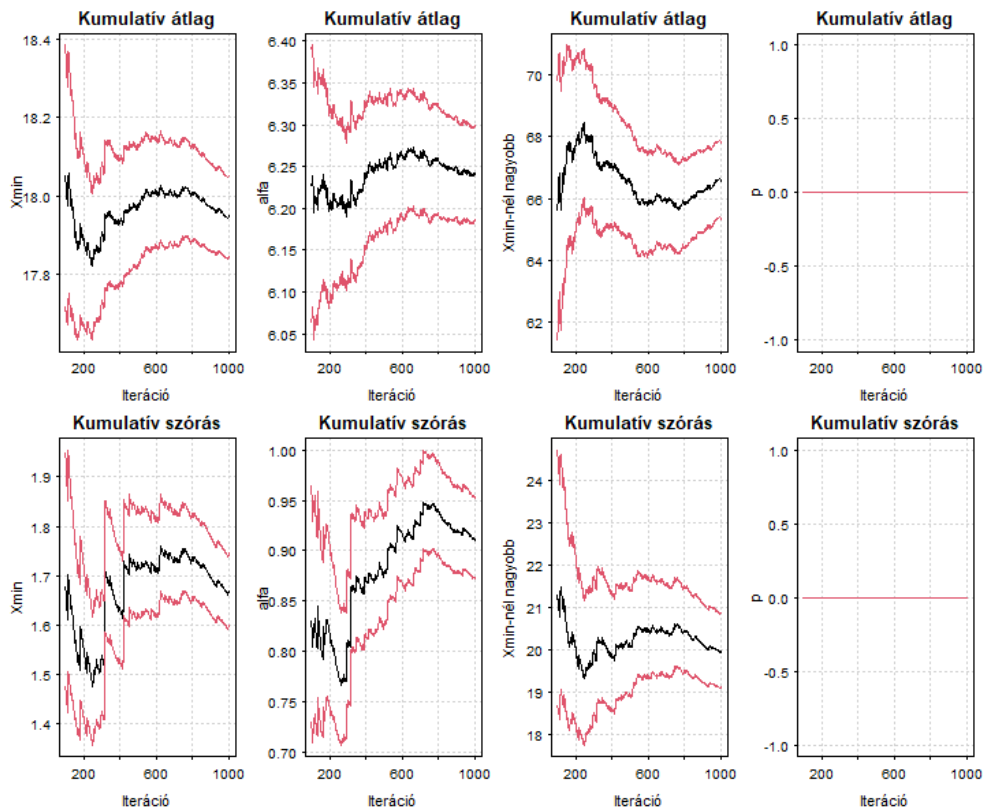 Kumulatív átlag
Xmin
18.4
18.2
18.0
17.8
200
600
1000
Iteráció
Kumulatív átlag
alfa
6.40
6.35
6.30
6.25
6.20
6.15
6.10
6.05
200
600
1000
Iteráció
Kumulatív átlag
Xmin-nél nagyobb
70
68
66
64
62
200
600
1000
Iteráció
Kumulatív átlag
p
1.0
0.5
0.0
-0.5
-1.0
200
600
1000
Iteráció
Kumulatív szórás
Xmin
1.9
1.8
1.7
1.6
1.5
1.4
200
600
1000
Iteráció
Kumulatív szórás
alfa
1.00
0.95
0.90
0.85
0.80
0.75
0.70
200
600
1000
Iteráció
Kumulatív szórás
Xmin-nél nagyobb
24
23
22
21
20
19
18
200
600
1000
Iteráció
Kumulatív szórás
p
1.0
0.5
0.0
-0.5
-1.0
200
600
1000
Iteráció